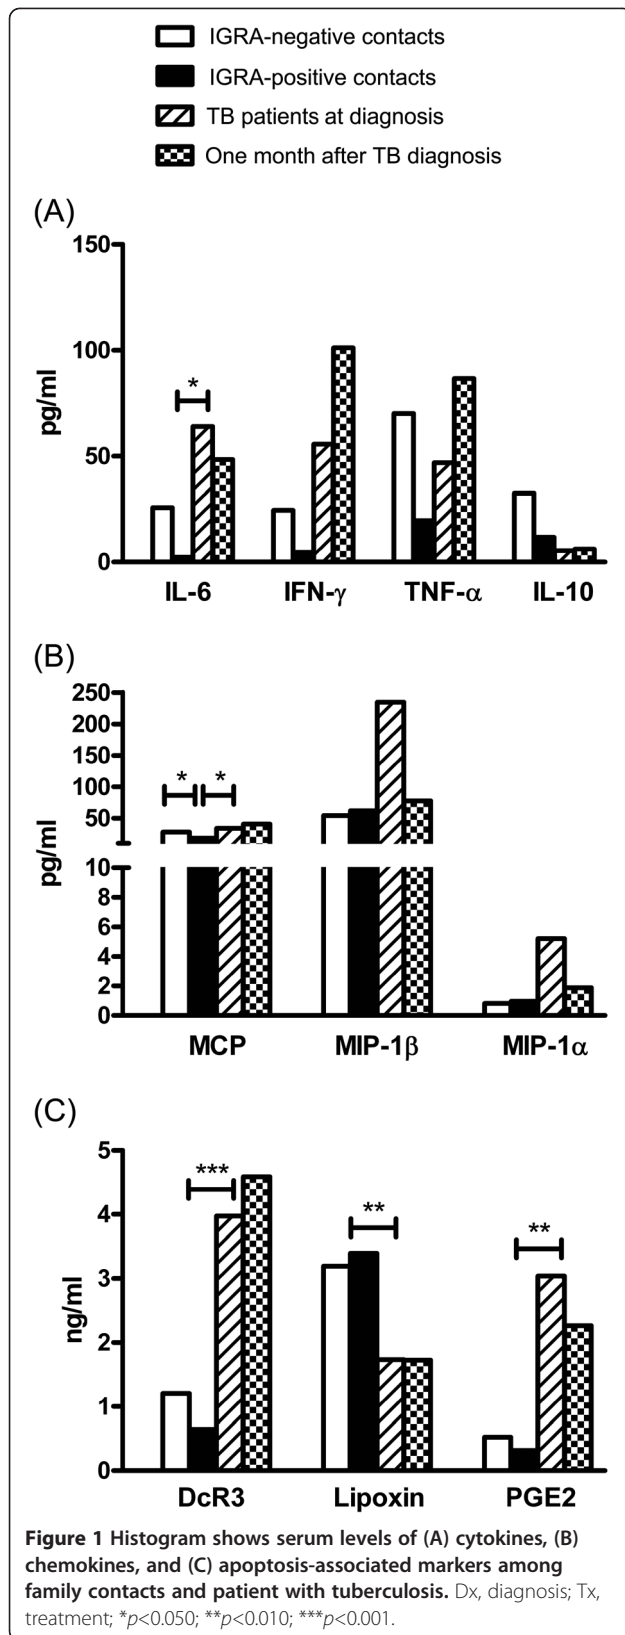 IGRA-negative contacts
IGRA-positive contacts
TB patients at diagnosis
One month after TB diagnosis
(A)
150
100
50
0
pg/ml
*
IL-6
IFN-γ
TNF-α
IL-10
(B)
250
200
150
100
50
10
8
6
4
2
0
pg/ml
*
*
MCP
MIP-1β
MIP-1α
(C)
5
4
3
2
1
0
ng/ml
***
**
**
DcR3
Lipoxin
PGE2
Figure 1 Histogram shows serum levels of (A) cytokines, (B)
chemokines, and (C) apoptosis-associated markers among
family contacts and patient with tuberculosis. Dx, diagnosis; Tx,
treatment; *p<0.050; **p<0.010; ***p<0.001.